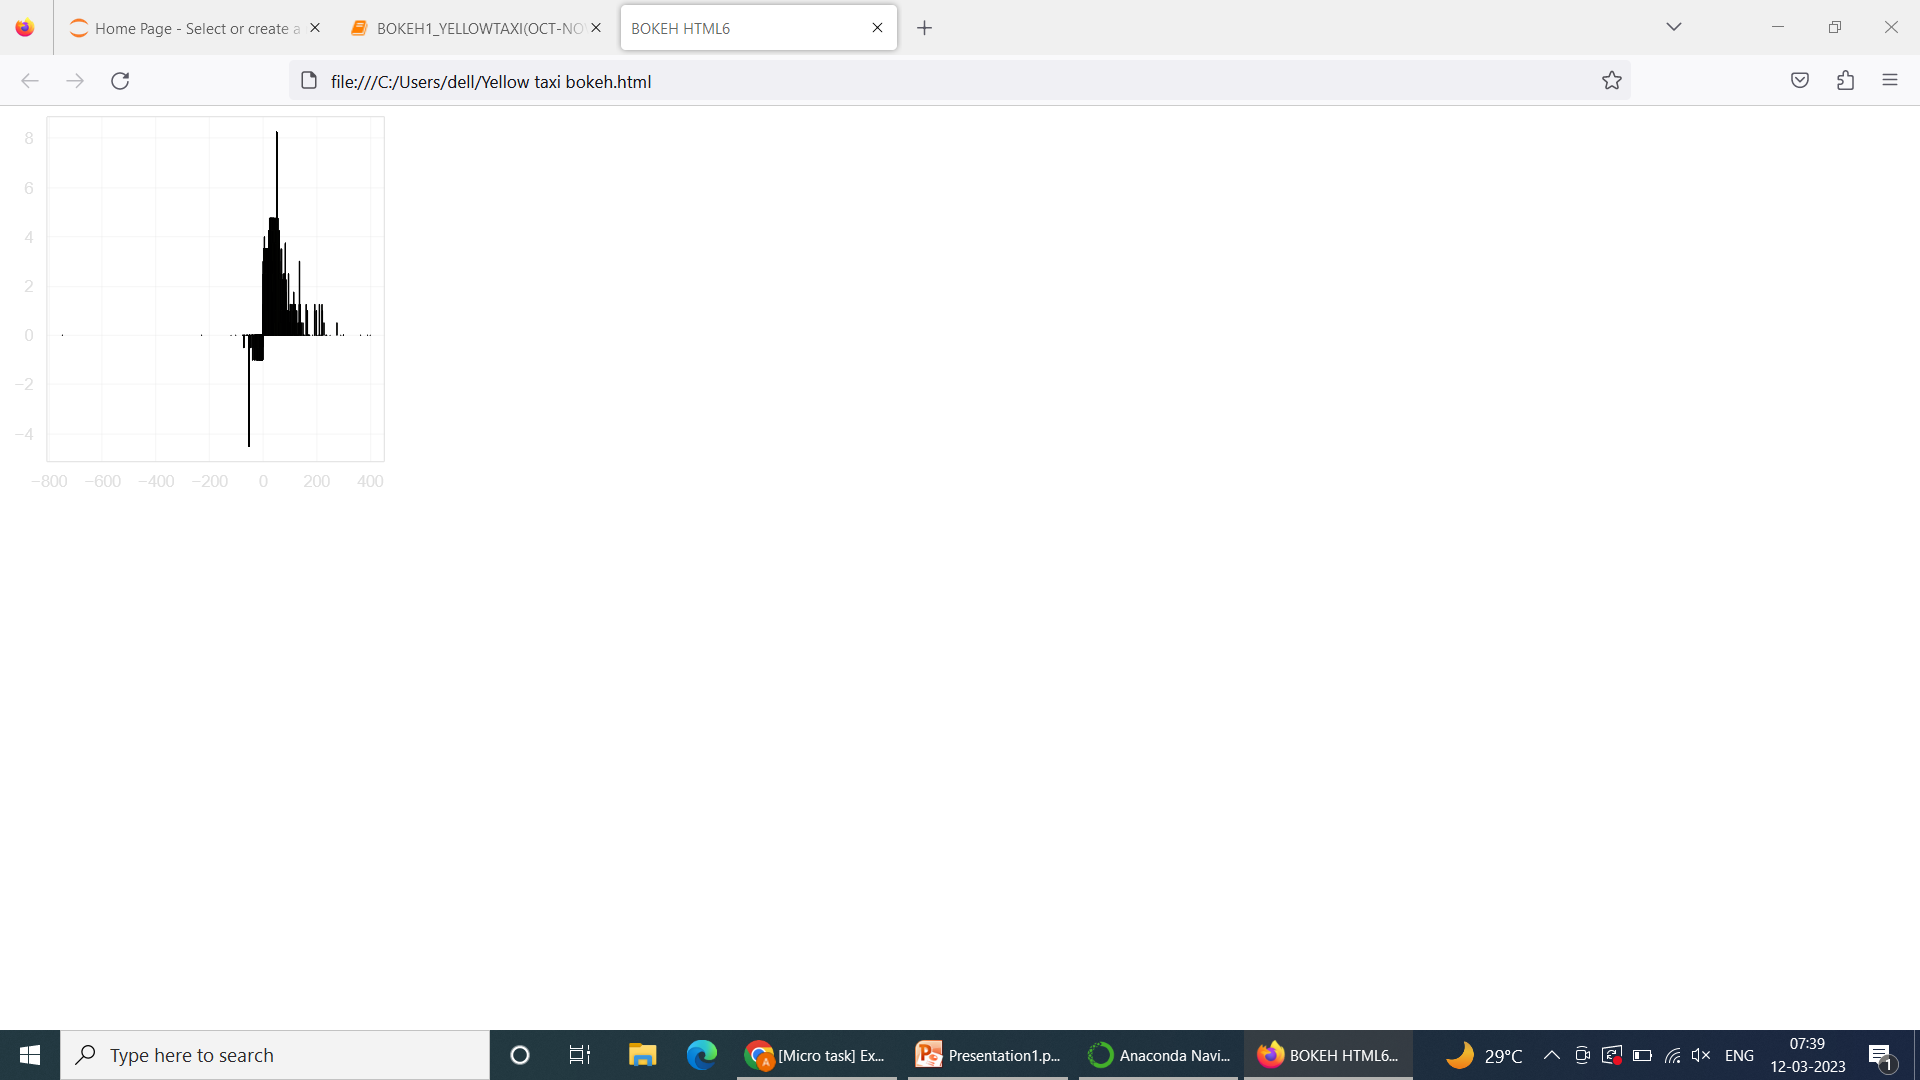 Home Page - Select or create a
BOKEH1_YELLOWTAXI(OCT-NO
BOKEH HTML6
file:///C:/Users/dell/Yellow taxi bokeh.html
8
6
4
2
0
−2
−4
−800 −600 −400 −200 0 200 400
Type here to search
[Micro task] Ex...
Presentation1.p...
Anaconda Navi...
BOKEH HTML6...
29°C
ENG
07:39
12-03-2023
1